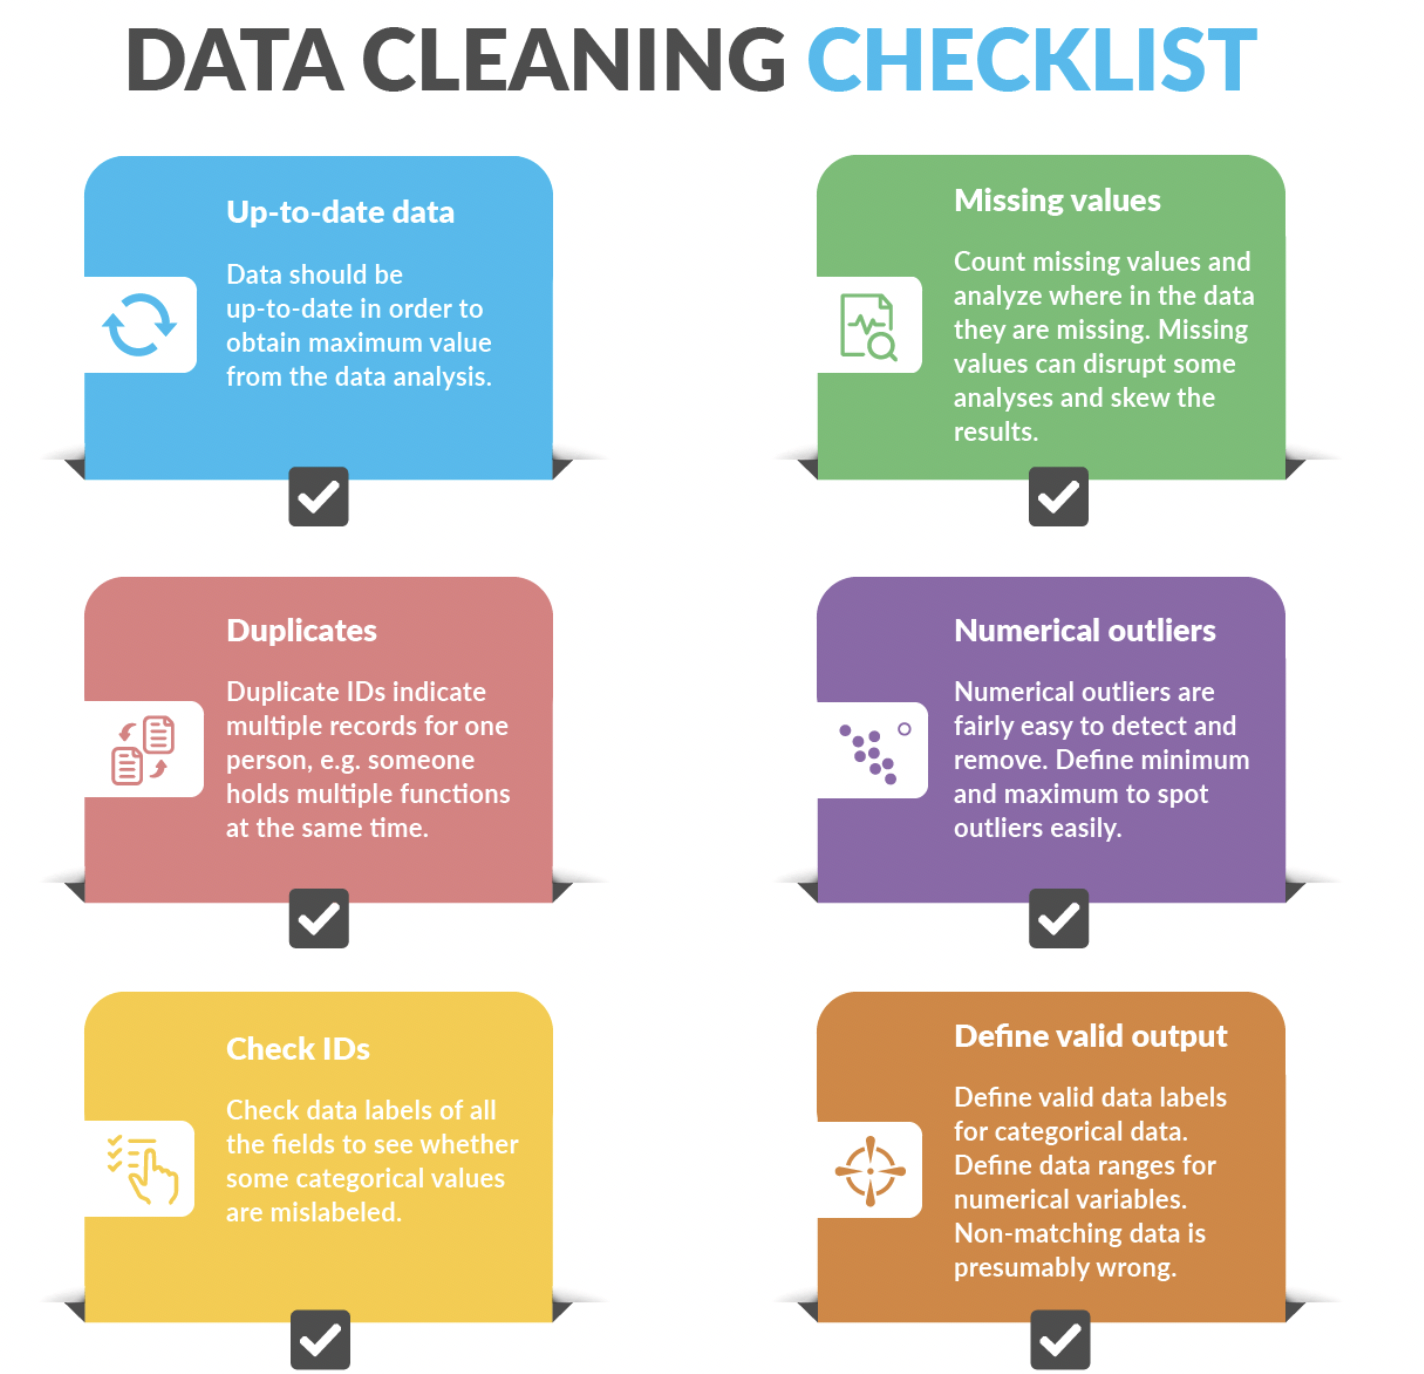 DATA CLEANING CHECKLIST
Up-to-date data
Data should be
up-to-date in order to
obtain maximum value
from the data analysis.
Missing values
Count missing values and
analyze where in the data
they are missing. Missing
values can disrupt some
analyses and skew the
results.
Duplicates
Duplicate IDs indicate
multiple records for one
person, e.g. someone
holds multiple functions
at the same time.
Numerical outliers
Numerical outliers are
fairly easy to detect and
remove. Define minimum
and maximum to spot
outliers easily.
Check IDs
Check data labels of all
the fields to see whether
some categorical values
are mislabeled.
Define valid output
Define valid data labels
for categorical data.
Define data ranges for
numerical variables.
Non-matching data is
presumably wrong.